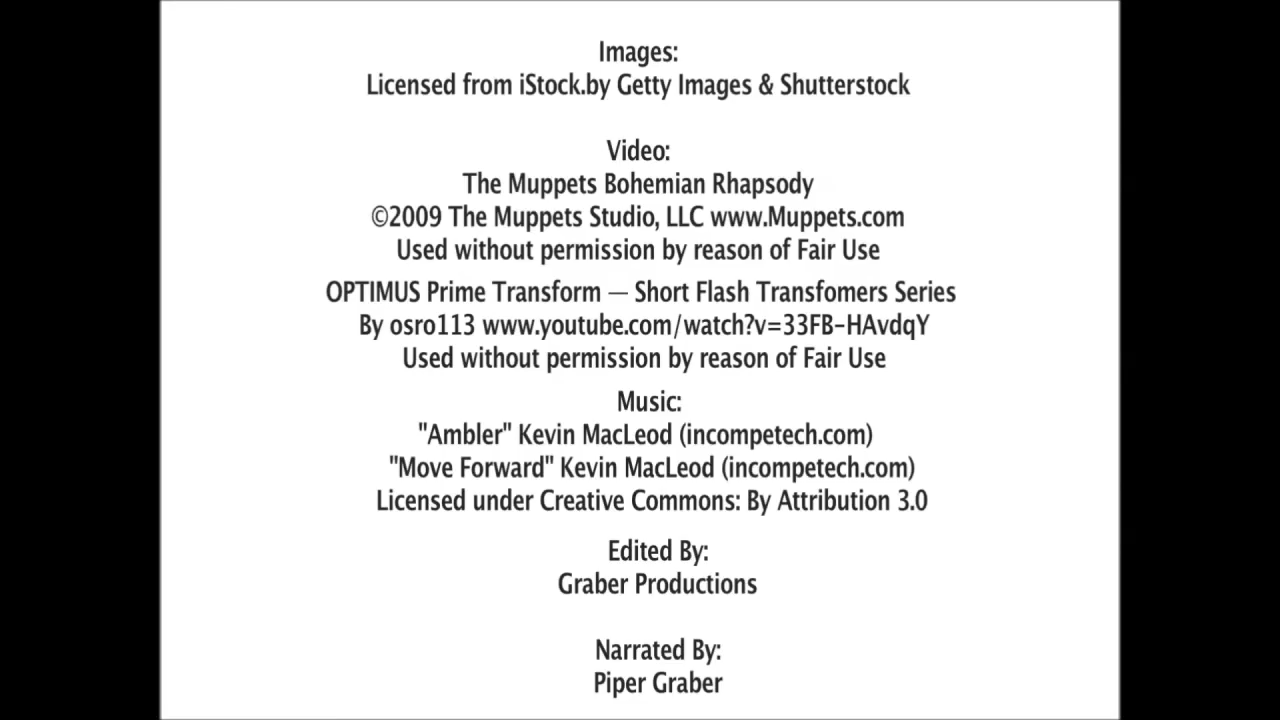 Images:
Licensed from iStock.by Getty Images & Shutterstock
Video:
The Muppets Bohemian Rhapsody
©2009 The Muppets Studio, LLC www.Muppets.com
Used without permission by reason of Fair Use
OPTIMUS Prime Transform — Short Flash Transfomers Series
By osro113 www.youtube.com/watch?v=33FB-HAvdqY
Used without permission by reason of Fair Use
Music:
"Ambler" Kevin MacLeod (incompetech.com)
"Move Forward" Kevin MacLeod (incompetech.com)
Licensed under Creative Commons: By Attribution 3.0
Edited By:
Graber Productions
Narrated By:
Piper Graber